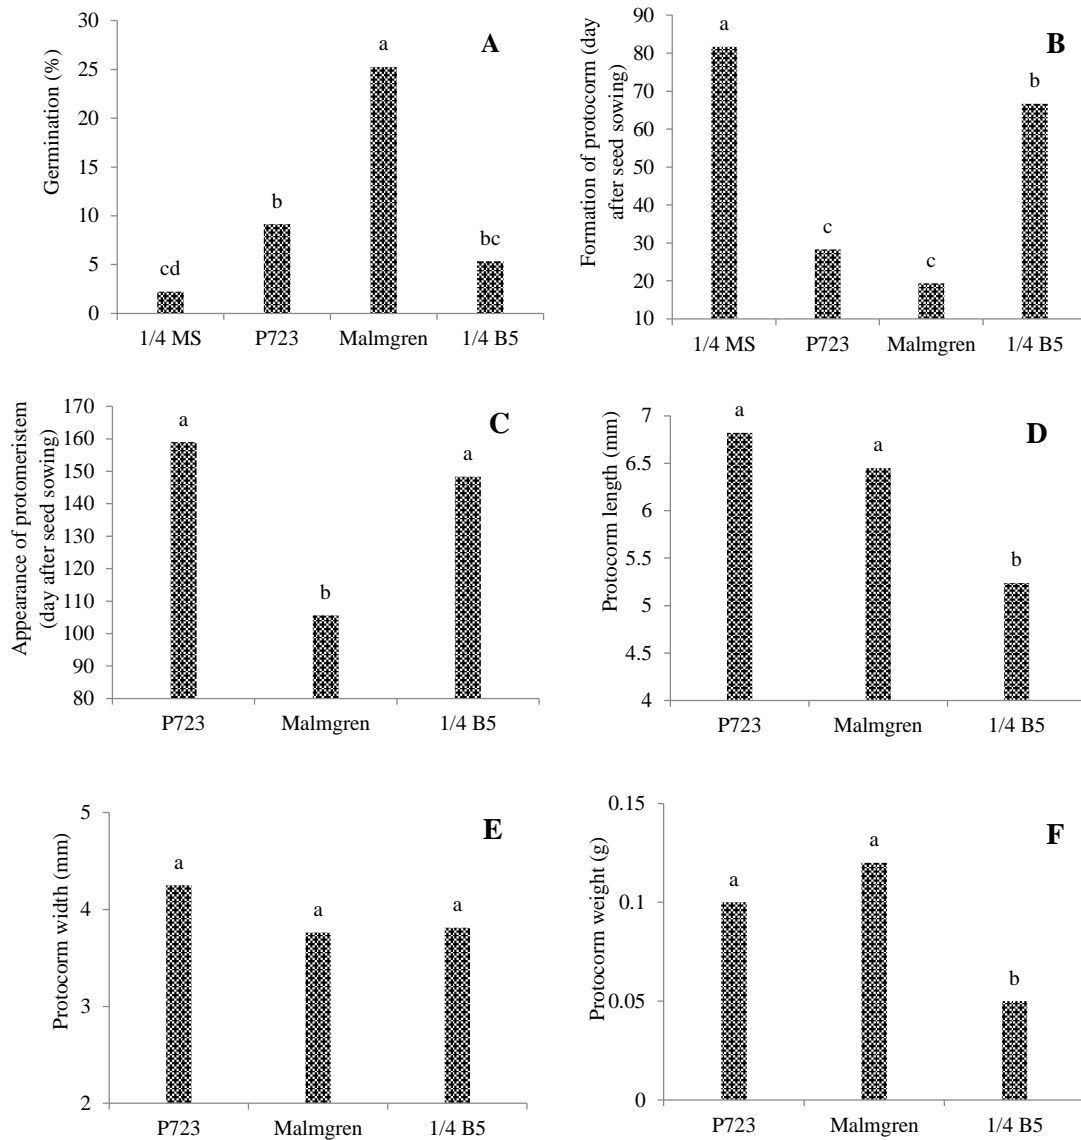 A
Germination (%)
30
25
20
15
10
5
0
a
b
bc
cd
1/4 MS P723 Malmgren 1/4 B5
B
Formation of protocorm (day
after seed sowing
90
80
70
60
50
40
30
20
10
a
b
c
c
1/4 MS P723 Malmgren 1/4 B5
C
Appearance of protomeristem
(day after seed sowing)
170
160
150
140
130
120
110
100
90
80
a
a
b
P723 Malmgren 1/4 B5
D
Protocorm length (mm)
7
6.5
6
5.5
5
4.5
4
a
a
b
P723 Malmgren 1/4 B5
E
Protocorm width (mm)
5
4
3
2
a
a
a
P723 Malmgren 1/4 B5
F
Protocorm weight (g)
0.15
0.1
0.05
0
a
a
b
P723 Malmgren 1/4 B5